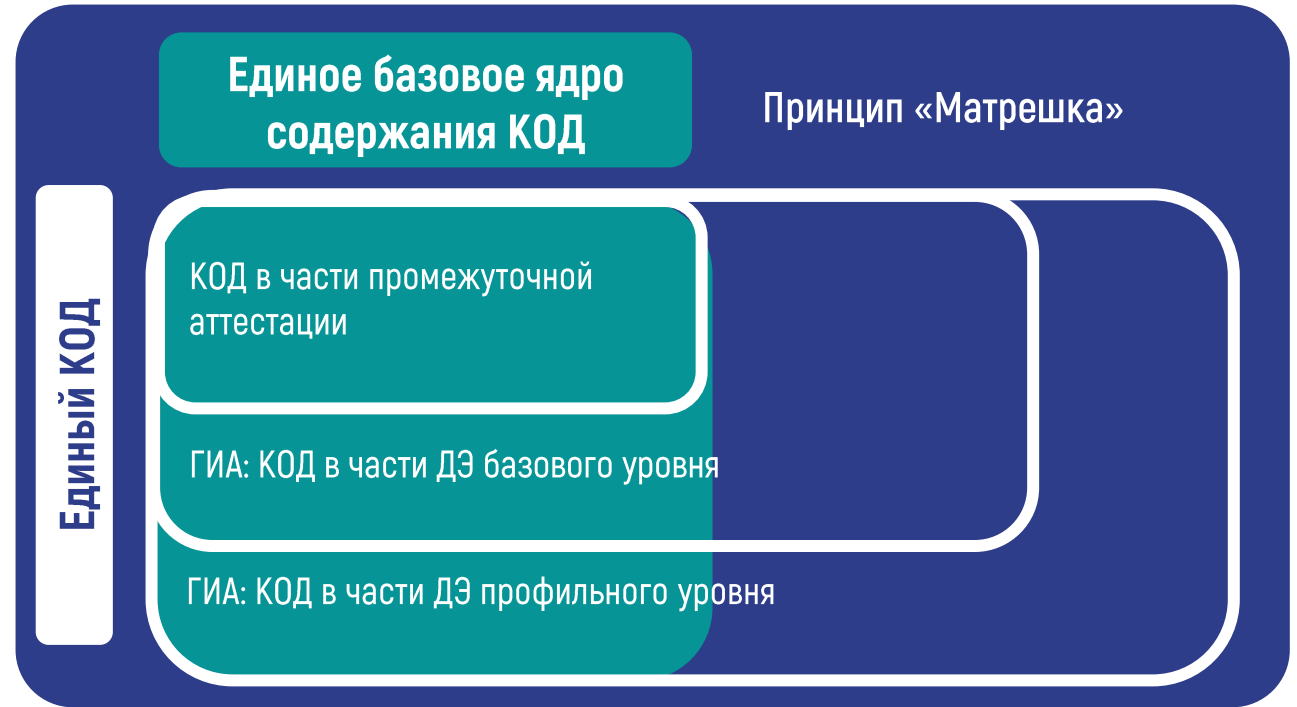 Единое базовое ядро
содержания КОД
Принцип «Матрешка»
Единый КОД
КОД в части промежуточной
аттестации
ГИА: КОД в части ДЭ базового уровня
ГИА: КОД в части ДЭ профильного уровня